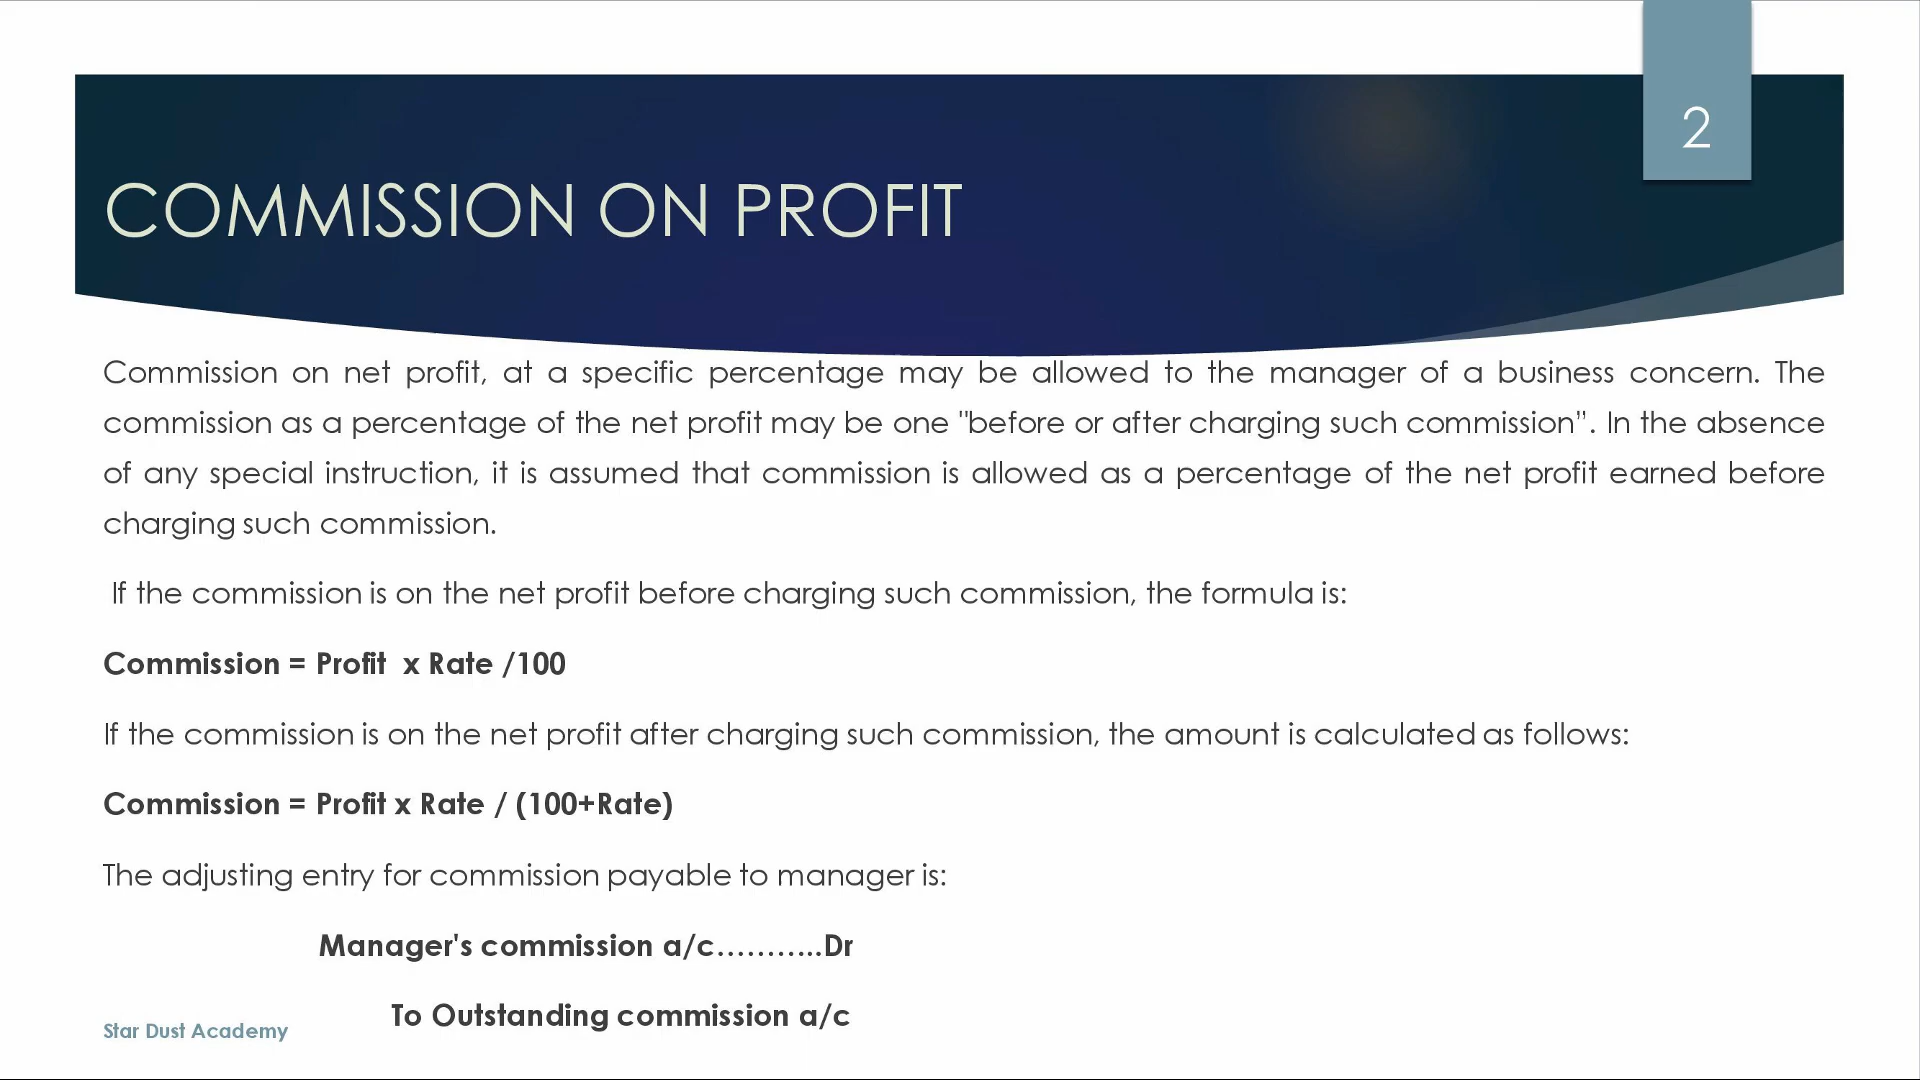 2
COMMISSION ON PROFIT
Commission on net profit, at a specific percentage may be allowed to the manager of a business concern. The
commission as a percentage of the net profit may be one "before or after charging such commission”. In the absence
of any special instruction, it is assumed that commission is allowed as a percentage of the net profit earned before
charging such commission.
If the commission is on the net profit before charging such commission, the formula is:
Commission = Profit x Rate /100
If the commission is on the net profit after charging such commission, the amount is calculated as follows:
Commission = Profit x Rate / (100+Rate)
The adjusting entry for commission payable to manager is:
Manager's commission a/c………..Dr
To Outstanding commission a/c
Star Dust Academy